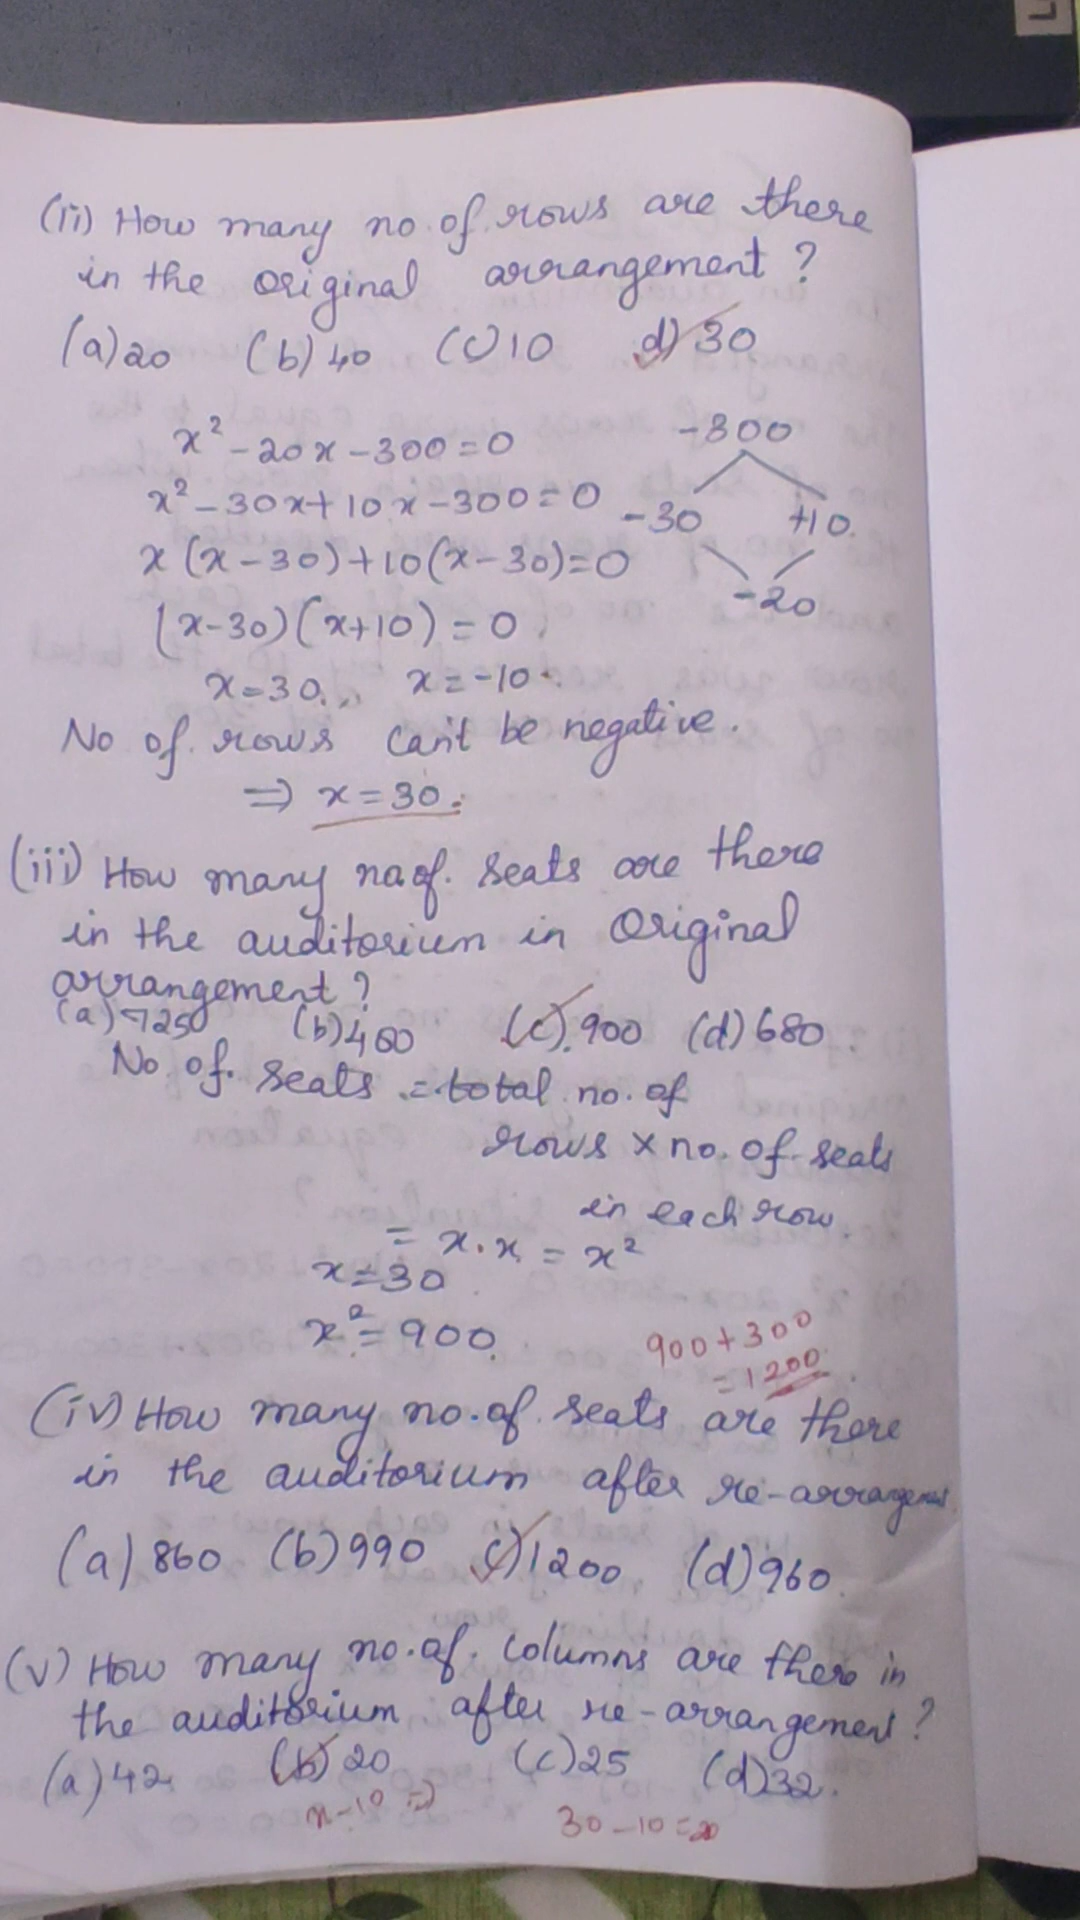 (ii) How many no. of rows are there
in the original arrangement ?
(a) 20 (b) 40 (c) 10 (d) 30
x² - 20x - 300 = 0
-300
x² - 30x + 10x - 300 = 0
-30 +10
x (x - 30) + 10 (x - 30) = 0
-20
(x - 30) (x + 10) = 0
x = 30, x = -10
No of rows can't be negative.
⇒ x = 30.
(iii) How many no of. seats are there
in the auditorium in original
arrangement ?
(a) 7250 (b) 400 (c) 900 (d) 680
No of. seats = total no. of
rows x no. of seats
in each row
= x . x = x²
x = 30
x² = 900.
900 + 300
= 1200
(iv) How many no. of. seats are there
in the auditorium after re-arrangement
(a) 860 (b) 990 (c) 1200 (d) 960
(v) How many no. of. columns are there in
the auditorium after re-arrangement ?
(a) 42 (b) 20 (c) 25 (d) 32.
x - 10 ⇒ 30 - 10 = 20